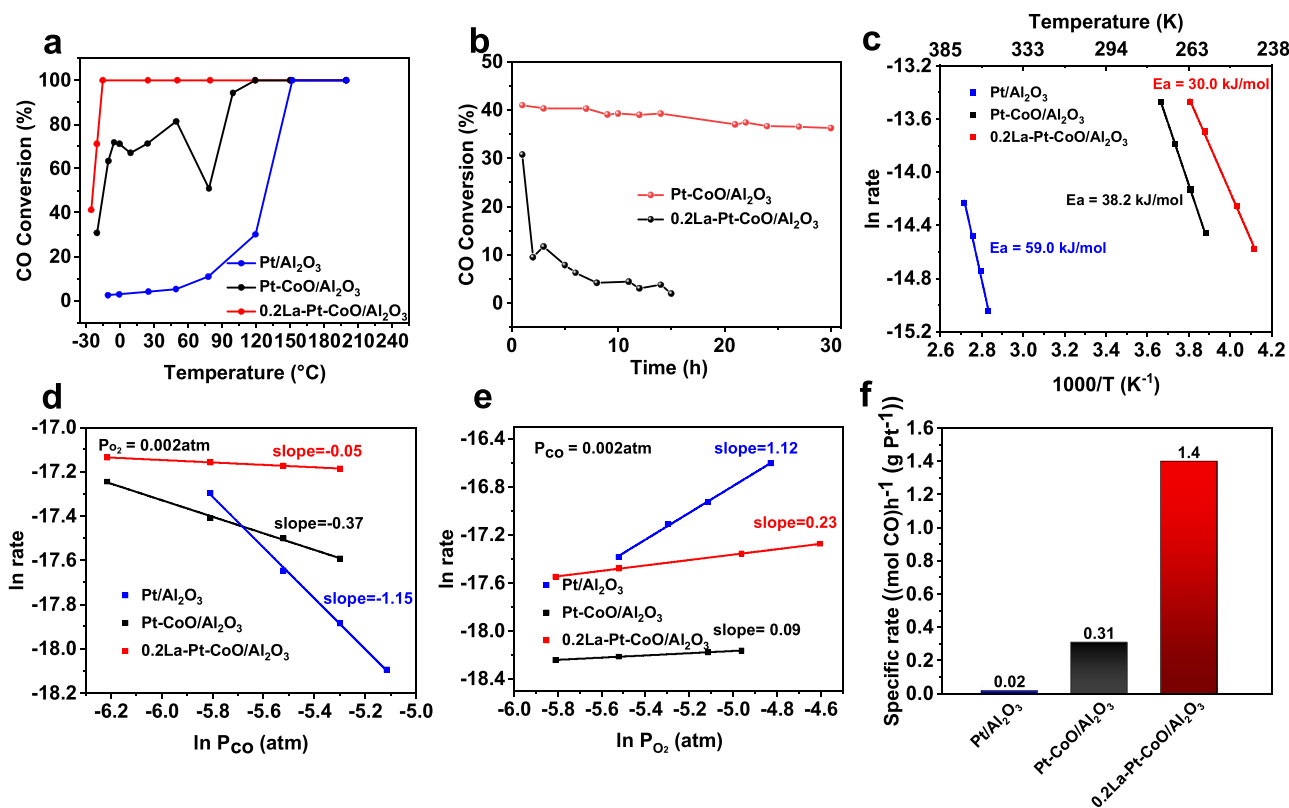 a
CO Conversion (%)
100
80
60
40
20
0
Pt/Al₂O₃
Pt-CoO/Al₂O₃
0.2La-Pt-CoO/Al₂O₃
-30 0 30 60 90 120 150 180 210 240
Temperature (°C)
b
CO Conversion (%)
50
40
30
20
10
0
Pt-CoO/Al₂O₃
0.2La-Pt-CoO/Al₂O₃
0 10 20 30
Time (h)
c
Temperature (K)
385 333 294 263 238
ln rate
-13.2
-13.6
-14.0
-14.4
-14.8
-15.2
Pt/Al₂O₃
Pt-CoO/Al₂O₃
0.2La-Pt-CoO/Al₂O₃
Ea = 30.0 kJ/mol
Ea = 38.2 kJ/mol
Ea = 59.0 kJ/mol
2.6 2.8 3.0 3.2 3.4 3.6 3.8 4.0 4.2
1000/T (K⁻¹)
d
ln rate
-17.0
-17.2
-17.4
-17.6
-17.8
-18.0
-18.2
P_O₂ = 0.002atm
slope=-0.05
slope=-0.37
slope=-1.15
Pt/Al₂O₃
Pt-CoO/Al₂O₃
0.2La-Pt-CoO/Al₂O₃
-6.2 -6.0 -5.8 -5.6 -5.4 -5.2 -5.0
ln P_CO (atm)
e
ln rate
-16.4
-16.8
-17.2
-17.6
-18.0
-18.4
P_CO = 0.002atm
slope=1.12
slope=0.23
Pt/Al₂O₃
Pt-CoO/Al₂O₃
0.2La-Pt-CoO/Al₂O₃
slope= 0.09
-6.0 -5.8 -5.6 -5.4 -5.2 -5.0 -4.8 -4.6
ln P_O₂ (atm)
f
Specific rate ((mol CO)h⁻¹ (g Pt⁻¹))
1.6
1.4
1.2
1.0
0.8
0.6
0.4
0.2
0.0
0.02
0.31
1.4
Pt/Al₂O₃
Pt-CoO/Al₂O₃
0.2La-Pt-CoO/Al₂O₃